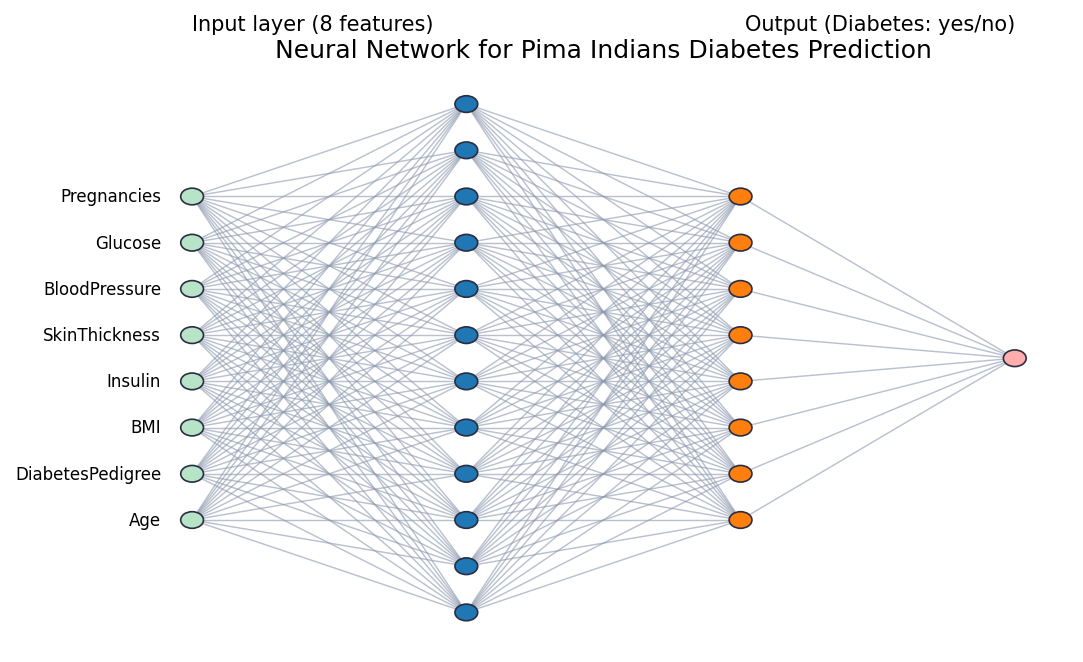 Input layer (8 features)
Output (Diabetes: yes/no)
Neural Network for Pima Indians Diabetes Prediction
Pregnancies
Glucose
BloodPressure
SkinThickness
Insulin
BMI
DiabetesPedigree
Age